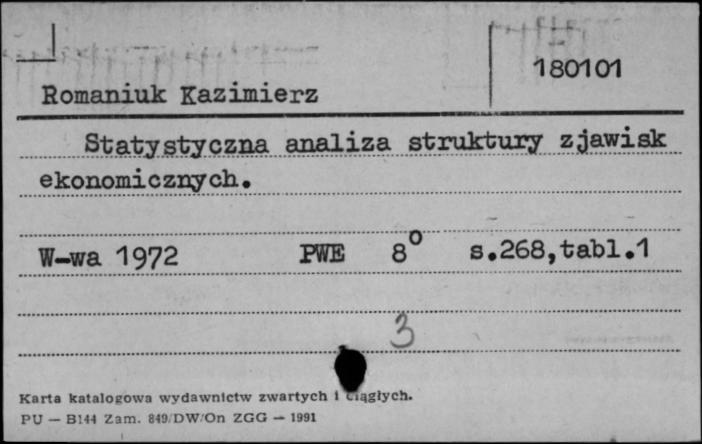 180101
Romaniuk Kazimierz
Statystyczna analiza struktury zjawisk
ekonomicznych.
W-wa 1972 PWE 8° s.268,tabl.1
3
Karta katalogowa wydawnictw zwartych i ciągłych.
PU — B144 Zam. 849/DW/On ZGG — 1991